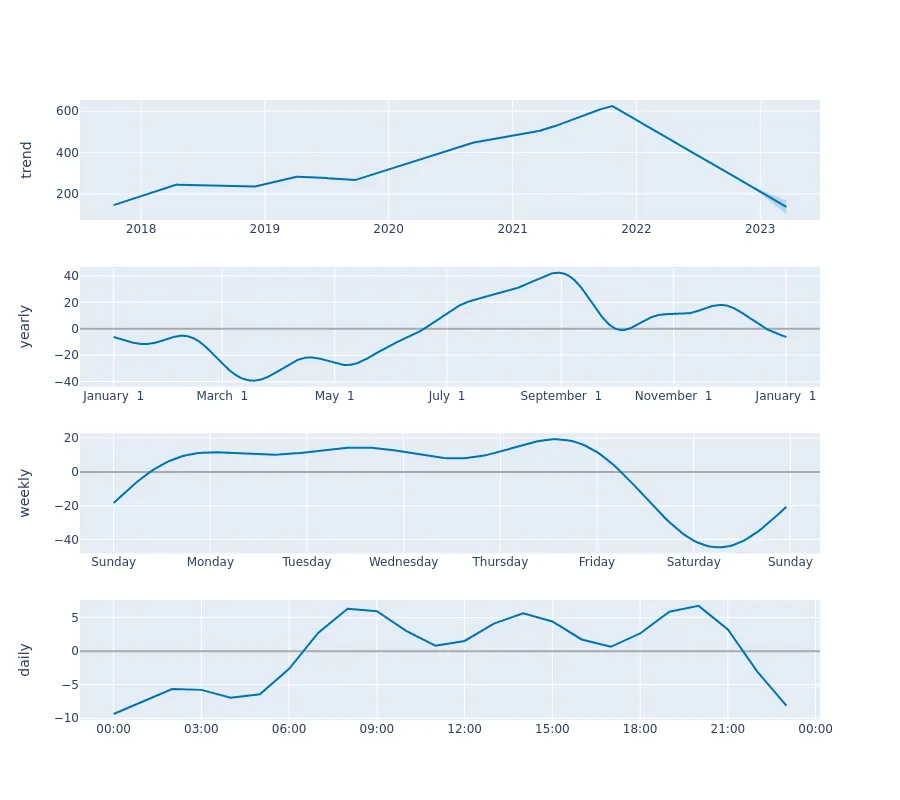 trend
600
400
200
2018 2019 2020 2021 2022 2023
yearly
40
20
0
−20
−40
January 1 March 1 May 1 July 1 September 1 November 1 January 1
weekly
20
0
−20
−40
Sunday Monday Tuesday Wednesday Thursday Friday Saturday Sunday
daily
5
0
−5
−10
00:00 03:00 06:00 09:00 12:00 15:00 18:00 21:00 00:00